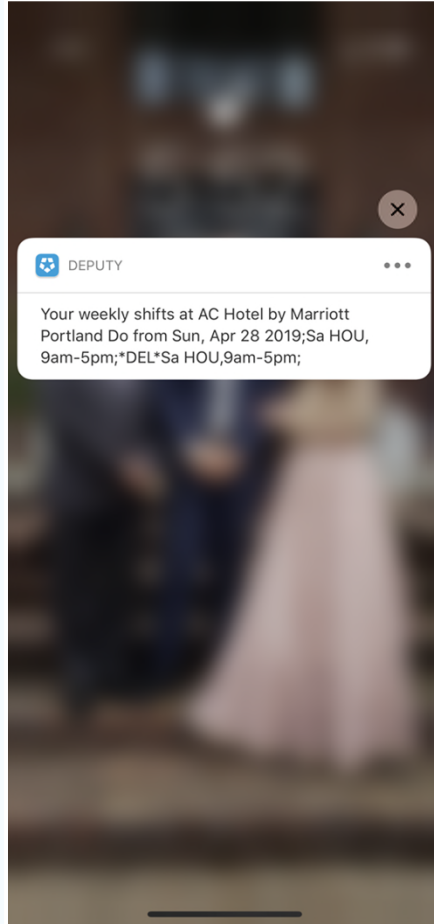 DEPUTY
Your weekly shifts at AC Hotel by Marriott
Portland Do from Sun, Apr 28 2019;Sa HOU,
9am-5pm;*DEL*Sa HOU,9am-5pm;